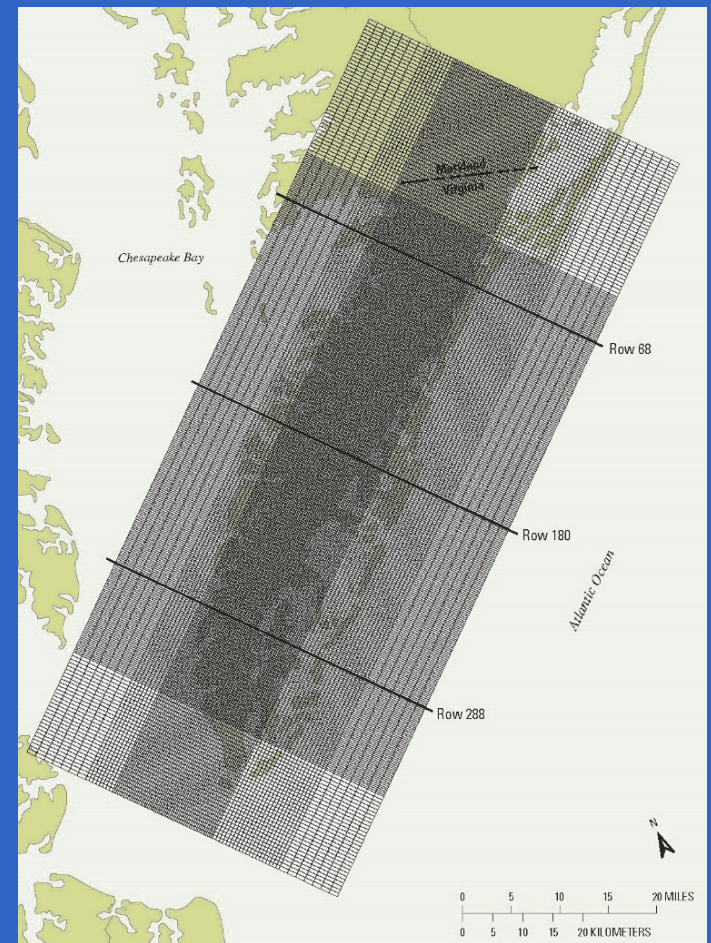 Maryland
Virginia
Chesapeake Bay
Row 68
Row 180
Atlantic Ocean
Row 288
N
0 5 10 15 20 MILES
0 5 10 15 20 KILOMETERS